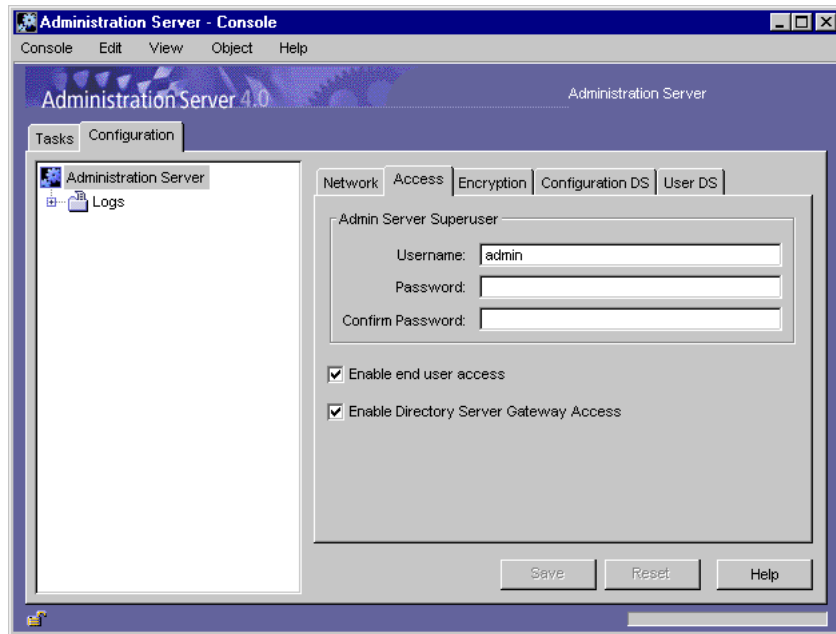 Administration Server - Console
Console Edit View Object Help
Administration Server 4.0 Administration Server
Tasks Configuration
Administration Server
Logs
Network Access Encryption Configuration DS User DS
Admin Server Superuser
Username: admin
Password:
Confirm Password:
Enable end user access
Enable Directory Server Gateway Access
Save Reset Help